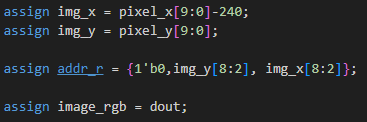 assign img_x = pixel_x[9:0]-240;
assign img_y = pixel_y[9:0];
assign addr_r = {1'b0,img_y[8:2], img_x[8:2]};
assign image_rgb = dout;